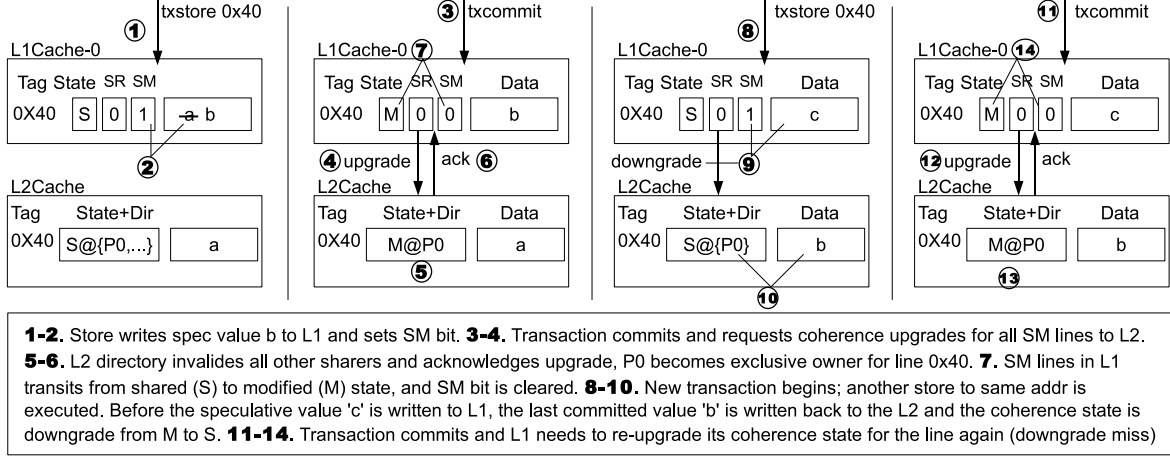 1 txstore 0x40
L1Cache-0
Tag State SR SM
0X40 S 0 1 a b
2
L2Cache
Tag State+Dir
0X40 S@{P0,...} a
3 txcommit
L1Cache-0 7
Tag State SR SM Data
0X40 M 0 0 b
4 upgrade ack 6
L2Cache
Tag State+Dir Data
0X40 M@P0 a
5
8 txstore 0x40
L1Cache-0
Tag State SR SM Data
0X40 S 0 1 c
downgrade 9
L2Cache
Tag State+Dir Data
0X40 S@{P0} b
10
11 txcommit
L1Cache-0 14
Tag State SR SM Data
0X40 M 0 0 c
12 upgrade ack
L2Cache
Tag State+Dir Data
0X40 M@P0 b
13
1-2. Store writes spec value b to L1 and sets SM bit. 3-4. Transaction commits and requests coherence upgrades for all SM lines to L2.
5-6. L2 directory invalides all other sharers and acknowledges upgrade, P0 becomes exclusive owner for line 0x40. 7. SM lines in L1
transits from shared (S) to modified (M) state, and SM bit is cleared. 8-10. New transaction begins; another store to same addr is
executed. Before the speculative value 'c' is written to L1, the last committed value 'b' is written back to the L2 and the coherence state is
downgrade from M to S. 11-14. Transaction commits and L1 needs to re-upgrade its coherence state for the line again (downgrade miss)